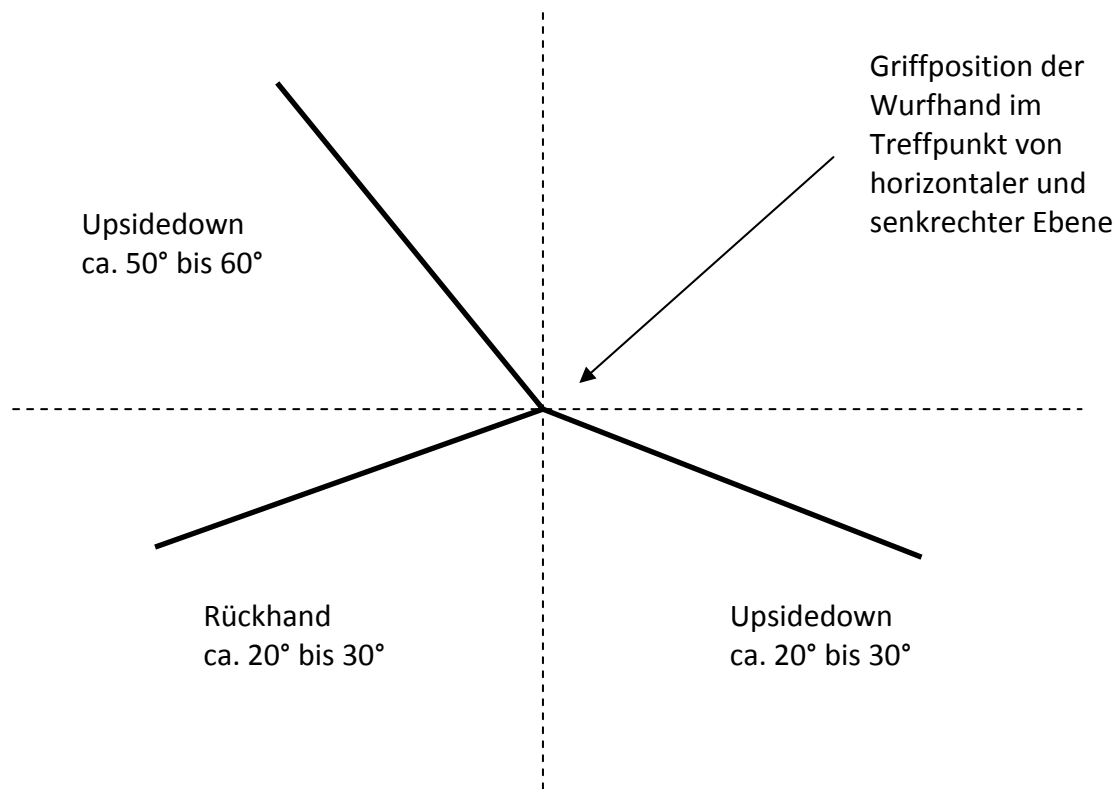 Griffposition der
Wurfhand im
Treffpunkt von
horizontaler und
senkrechter Ebene
Upsidedown
ca. 50° bis 60°
Rückhand
ca. 20° bis 30°
Upsidedown
ca. 20° bis 30°